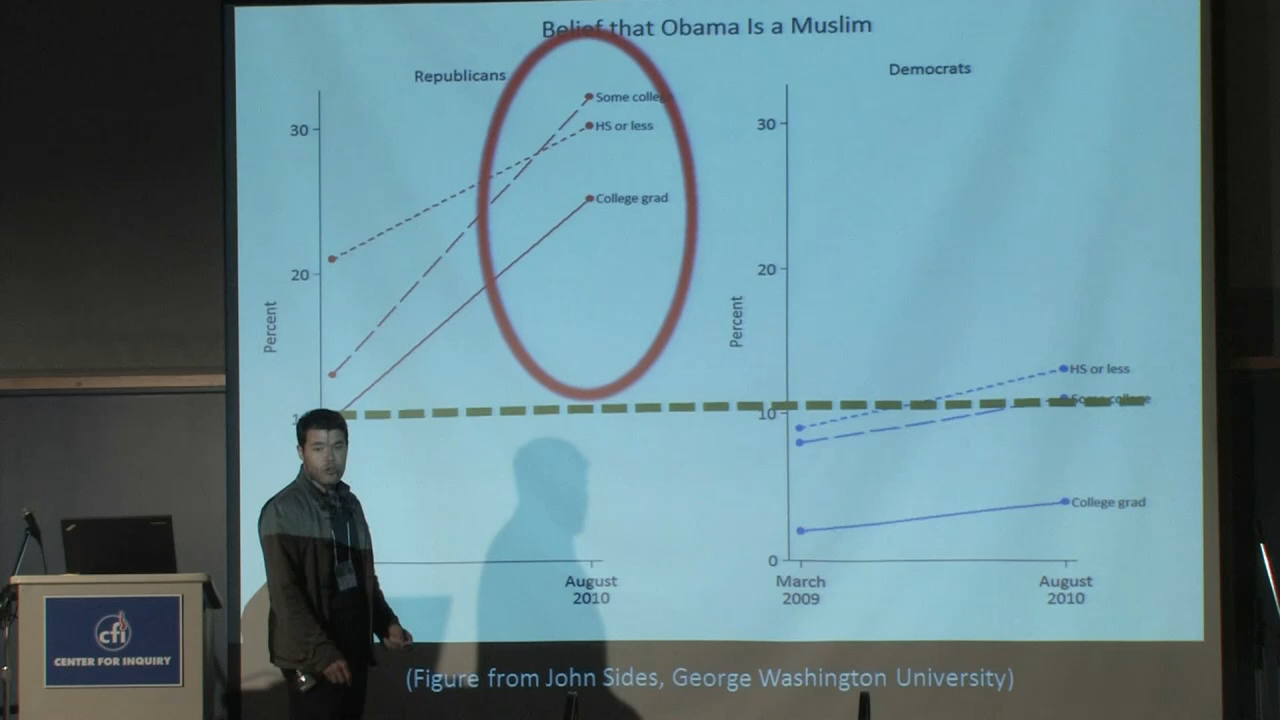 Belief that Obama Is a Muslim
Republicans
Democrats
Some college
HS or less
College grad
30
20
Percent
August
2010
30
20
10
0
Percent
HS or less
Some college
College grad
March
2009
August
2010
(Figure from John Sides, George Washington University)
cfi
CENTER FOR INQUIRY